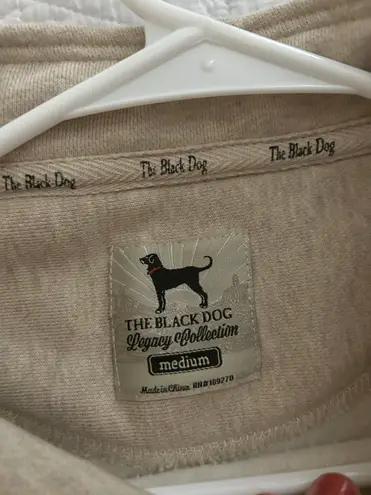 The Black Dog The Black Dog The Black Dog
THE BLACK DOG
Legacy Collection
medium
Made in China RN#109270